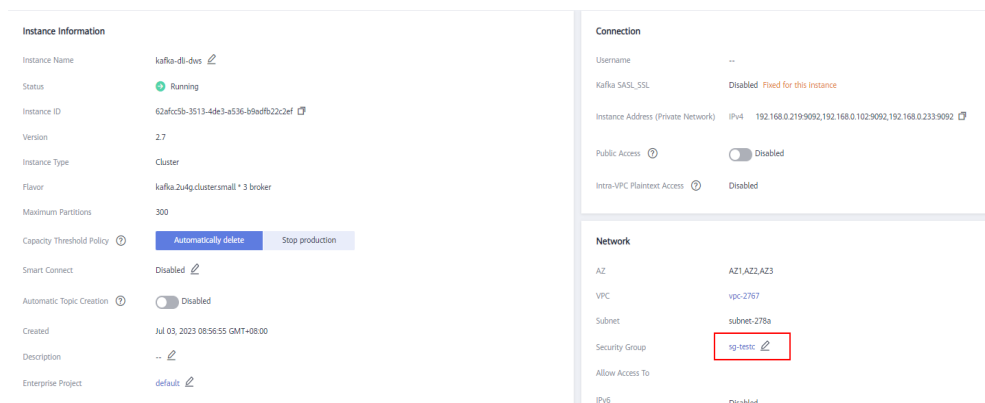 Instance Information
Instance Name kafka-dli-dws
Status Running
Instance ID 62afcc5b-3513-4de3-a536-b9adfb22c2ef
Version 2.7
Instance Type Cluster
Flavor kafka.2u4g.cluster.small * 3 broker
Maximum Partitions 300
Capacity Threshold Policy Automatically delete Stop production
Smart Connect Disabled
Automatic Topic Creation Disabled
Created Jul 03, 2023 08:56:55 GMT+08:00
Description --
Enterprise Project default
Connection
Username --
Kafka SASL_SSL Disabled Fixed for this instance
Instance Address (Private Network) IPv4 192.168.0.219:9092,192.168.0.102:9092,192.168.0.233:9092
Public Access Disabled
Intra-VPC Plaintext Access Disabled
Network
AZ AZ1,AZ2,AZ3
VPC vpc-2767
Subnet subnet-278a
Security Group sg-testc
Allow Access To
IPv6 Disabled